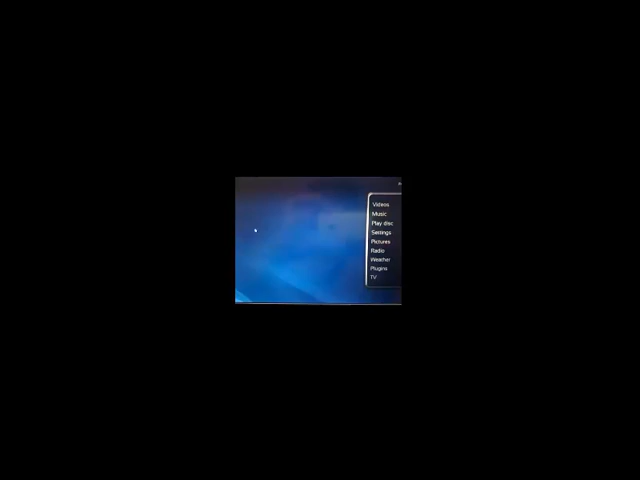 Videos
Music
Play disc
Settings
Pictures
Radio
Weather
Plugins
TV